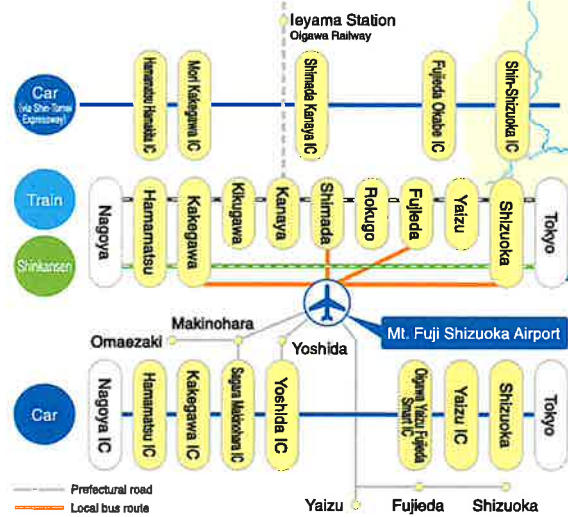 Ieyama Station
Oigawa Railway
Car
(via Shin-Tomei
Expressway)
Hamamatsu Hamakita IC
Mori Kakegawa IC
Shimada Kanaya IC
Fujieda Okabe IC
Shin-Shizuoka IC
Train
Shinkansen
Nagoya
Hamamatsu
Kakegawa
Kikugawa
Kanaya
Shimada
Rokugo
Fujieda
Yaizu
Shizuoka
Tokyo
Mt. Fuji Shizuoka Airport
Omaezaki
Makinohara
Yoshida
Car
Nagoya IC
Hamamatsu IC
Kakegawa IC
Sagara Makinohara IC
Yoshida IC
Oigawa Yaizu Fujieda
Smart IC
Yaizu IC
Shizuoka
Tokyo
Prefectural road
Local bus route
Yaizu
Fujieda
Shizuoka